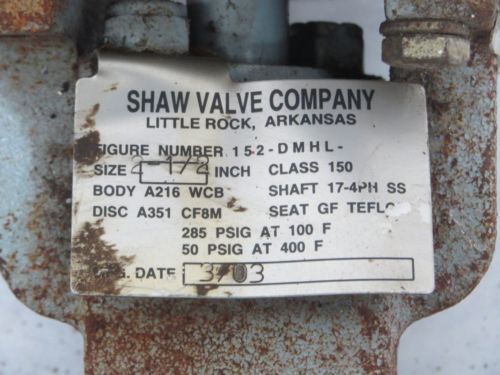 SHAW VALVE COMPANY
LITTLE ROCK, ARKANSAS
FIGURE NUMBER 152-DMHL-
SIZE 2-1/2 INCH CLASS 150
BODY A216 WCB SHAFT 17-4PH SS
DISC A351 CF8M SEAT GF TEFLO
285 PSIG AT 100 F
50 PSIG AT 400 F
DATE 3-03